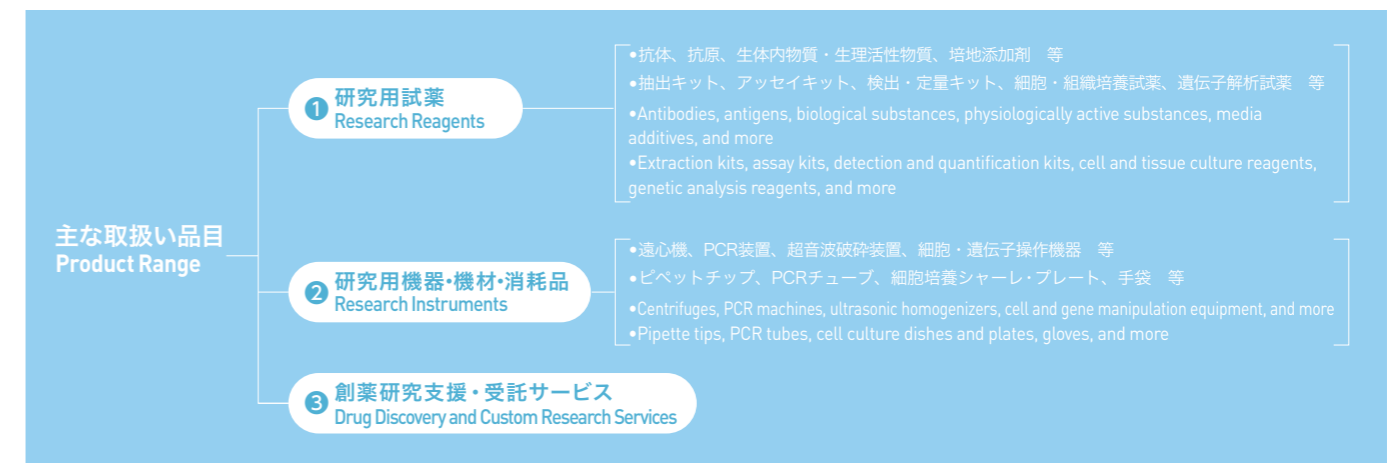 主な取扱い品目
Product Range
❶ 研究用試薬
Research Reagents
•抗体、抗原、生体内物質・生理活性物質、培地添加剤　等
•抽出キット、アッセイキット、検出・定量キット、細胞・組織培養試薬、遺伝子解析試薬　等
•Antibodies, antigens, biological substances, physiologically active substances, media
additives, and more
•Extraction kits, assay kits, detection and quantification kits, cell and tissue culture reagents,
genetic analysis reagents, and more
❷ 研究用機器・機材・消耗品
Research Instruments
•遠心機、PCR装置、超音波破砕装置、細胞・遺伝子操作機器　等
•ピペットチップ、PCRチューブ、細胞培養シャーレ・プレート、手袋　等
•Centrifuges, PCR machines, ultrasonic homogenizers, cell and gene manipulation equipment, and more
•Pipette tips, PCR tubes, cell culture dishes and plates, gloves, and more
❸ 創薬研究支援・受託サービス
Drug Discovery and Custom Research Services